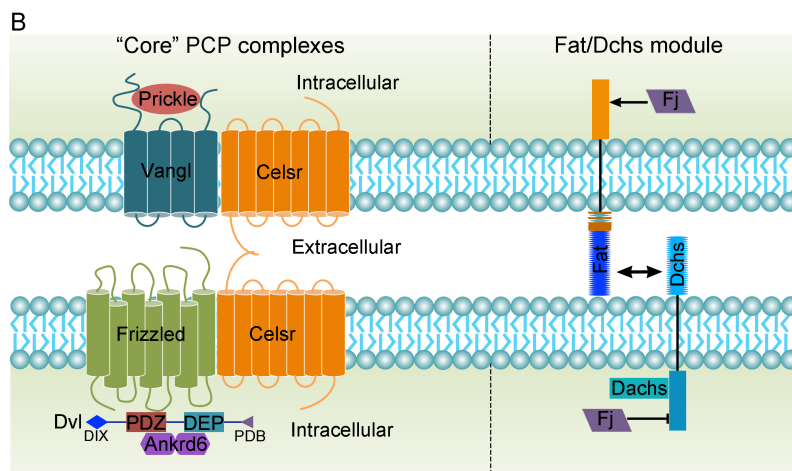 B
“Core” PCP complexes
Fat/Dchs module
Intracellular
Prickle
Fj
Vangl
Celsr
Extracellular
Fat
Dchs
Frizzled
Celsr
Dachs
Dvl
PDZ
DEP
Fj
DIX
PDB
Ankrd6
Intracellular